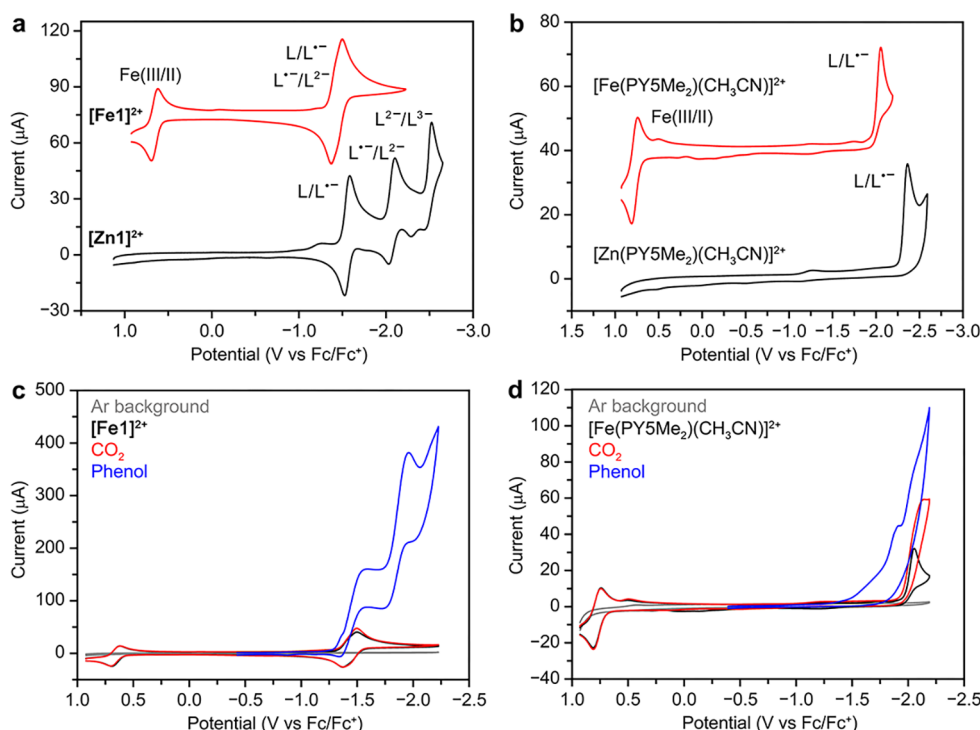 a
120
90
60
30
0
−30
Current (µA)
Fe(III/II)
L/L•−
L•−/L2−
[Fe1]2+
L2−/L3−
L•−/L2−
L/L•−
[Zn1]2+
1.0 0.0 −1.0 −2.0 −3.0
Potential (V vs Fc/Fc+)
b
80
60
40
20
0
Current (µA)
L/L•−
[Fe(PY5Me2)(CH3CN)]2+
Fe(III/II)
L/L•−
[Zn(PY5Me2)(CH3CN)]2+
1.5 1.0 0.5 0.0 −0.5 −1.0 −1.5 −2.0 −2.5 −3.0
Potential (V vs Fc/Fc+)
c
500
400
300
200
100
0
Current (µA)
Ar background
[Fe1]2+
CO2
Phenol
1.0 0.5 0.0 −0.5 −1.0 −1.5 −2.0 −2.5
Potential (V vs Fc/Fc+)
d
120
100
80
60
40
20
0
−20
−40
Current (µA)
Ar background
[Fe(PY5Me2)(CH3CN)]2+
CO2
Phenol
1.0 0.5 0.0 −0.5 −1.0 −1.5 −2.0 −2.5
Potential (V vs Fc/Fc+)